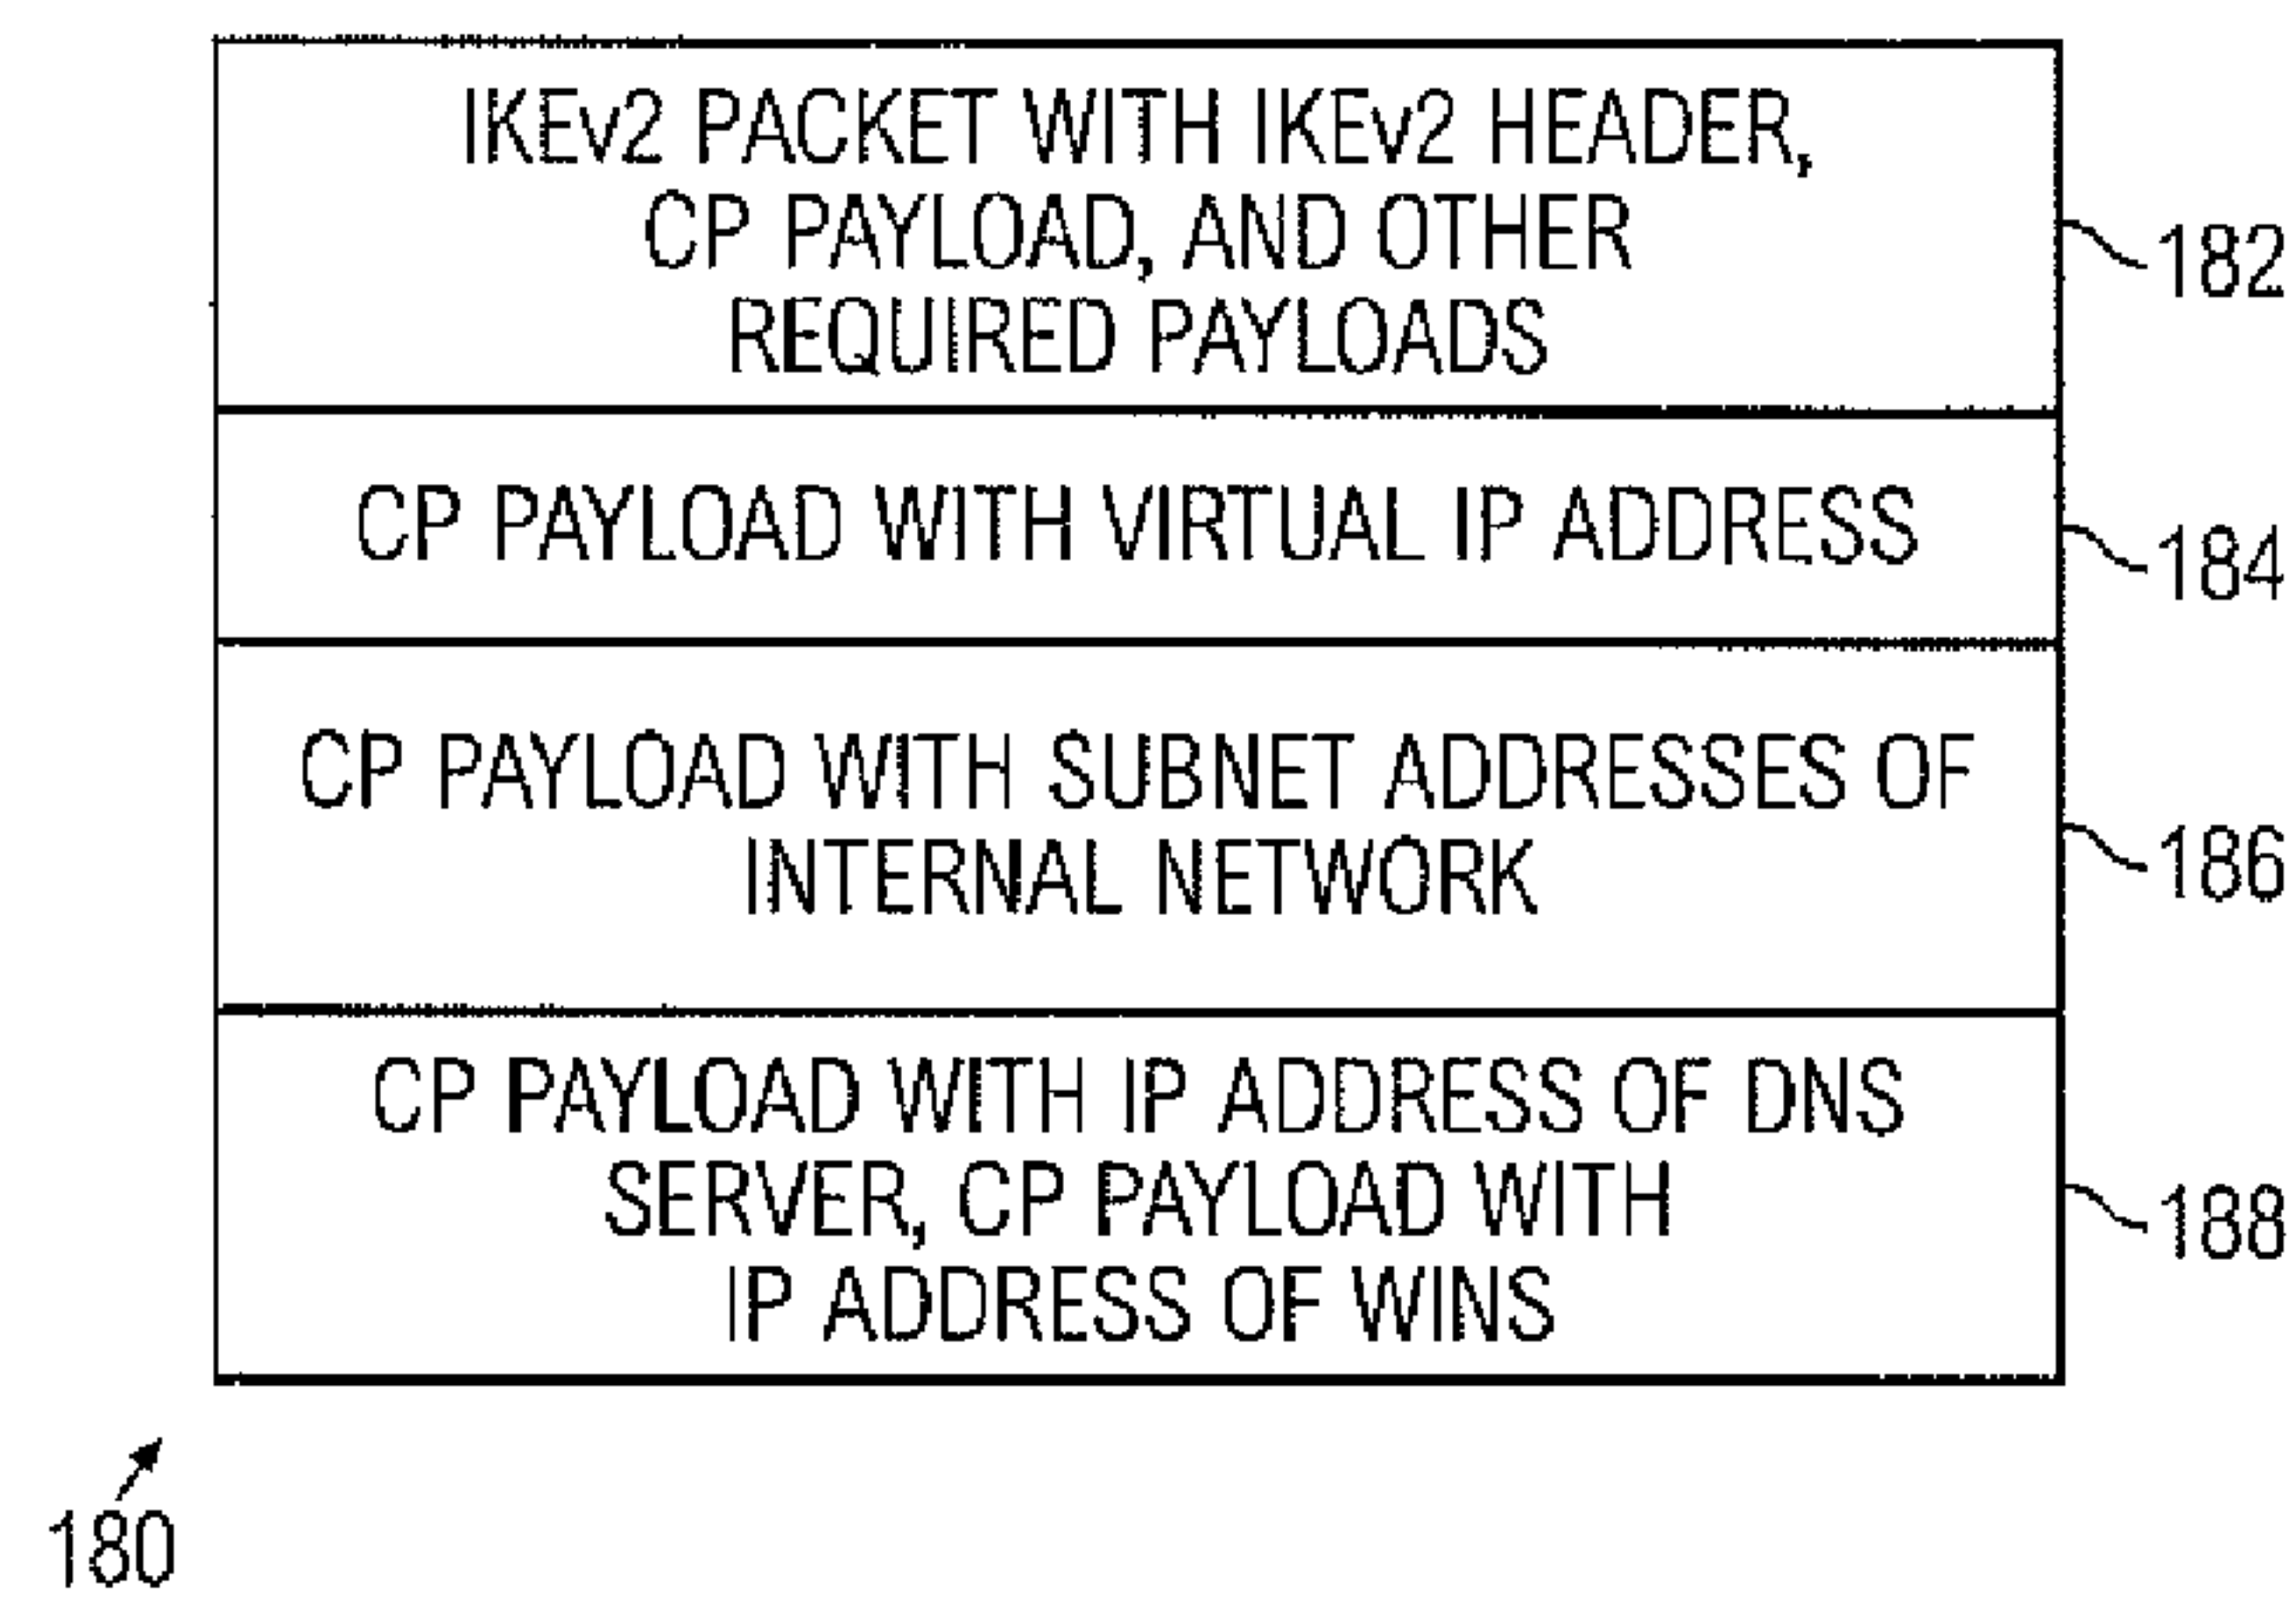 IKEv2 PACKET WITH IKEv2 HEADER,
CP PAYLOAD, AND OTHER
REQUIRED PAYLOADS
182
CP PAYLOAD WITH VIRTUAL IP ADDRESS
184
CP PAYLOAD WITH SUBNET ADDRESSES OF
INTERNAL NETWORK
186
CP PAYLOAD WITH IP ADDRESS OF DNS
SERVER, CP PAYLOAD WITH
IP ADDRESS OF WINS
188
180